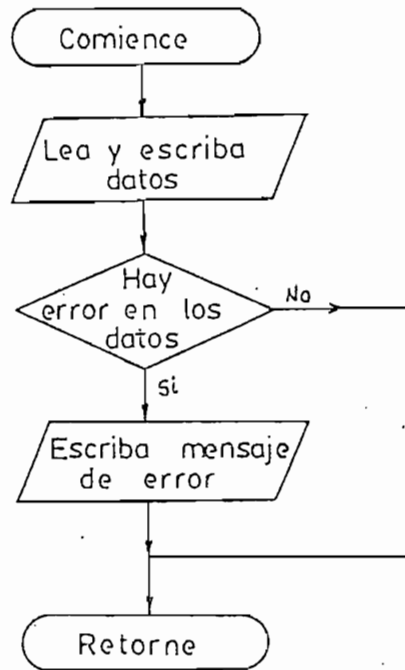 Comience
Lea y escriba
datos
Hay
error en los
datos
No
Si
Escriba mensaje
de error
Retorne